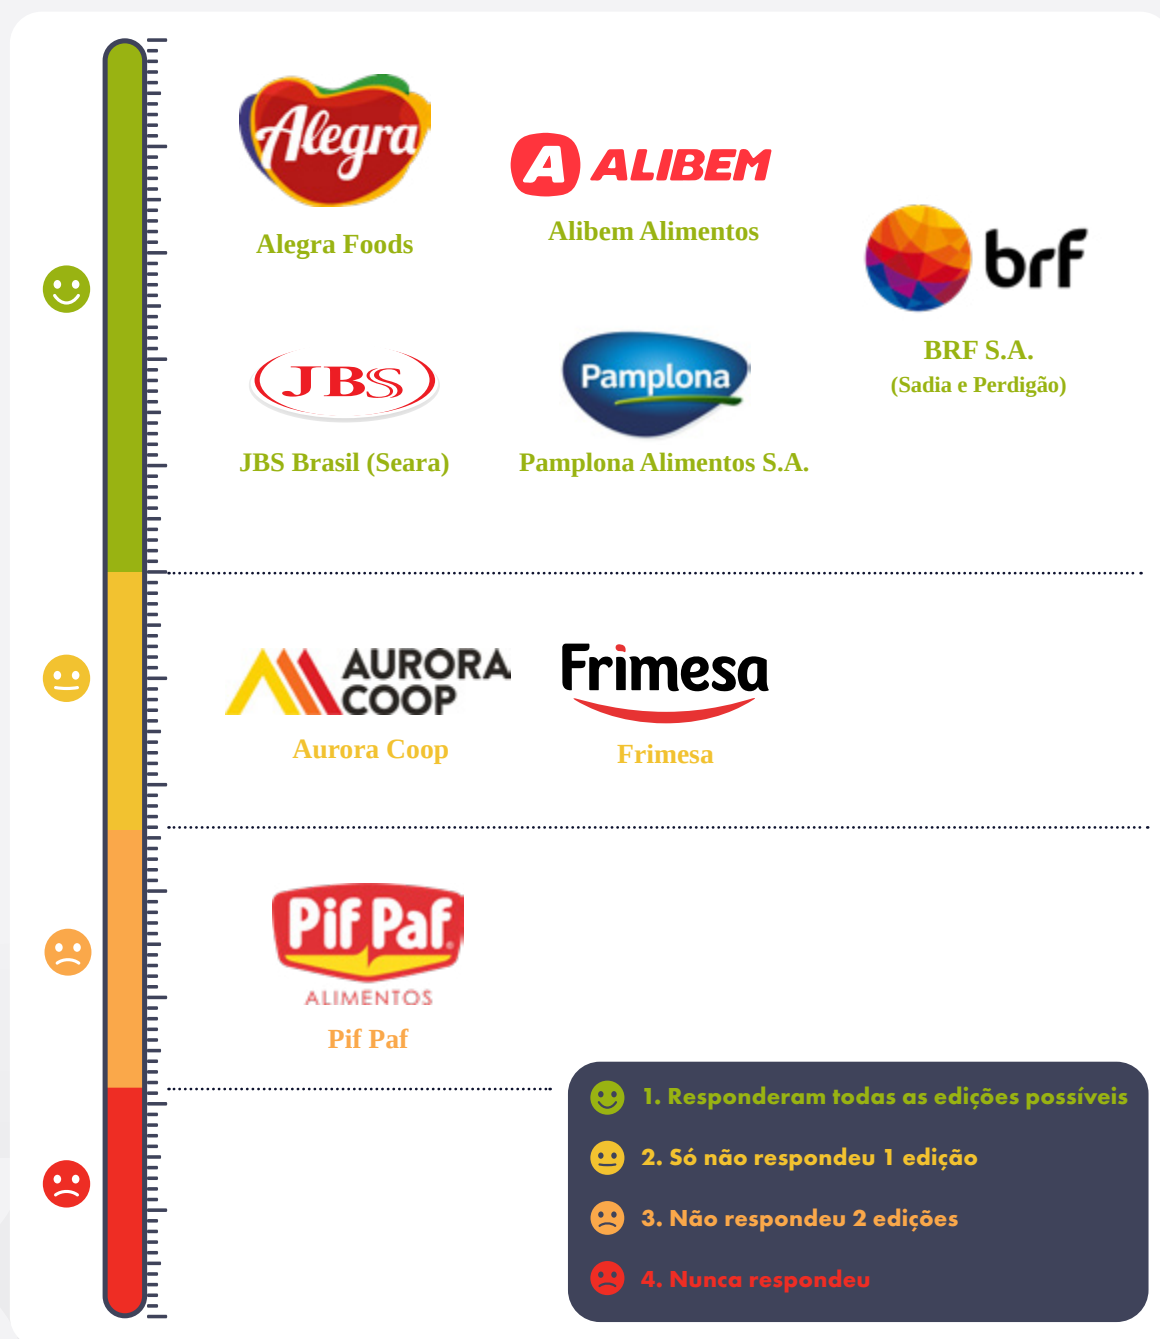 Alegra
Alegra Foods
A ALIBEM
Alibem Alimentos
brf
BRF S.A.
(Sadia e Perdigão)
JBS
JBS Brasil (Seara)
Pamplona
Pamplona Alimentos S.A.
AURORA
COOP
Aurora Coop
Frimesa
Frimesa
Pif Paf
ALIMENTOS
Pif Paf
1. Responderam todas as edições possíveis
2. Só não respondeu 1 edição
3. Não respondeu 2 edições
4. Nunca respondeu